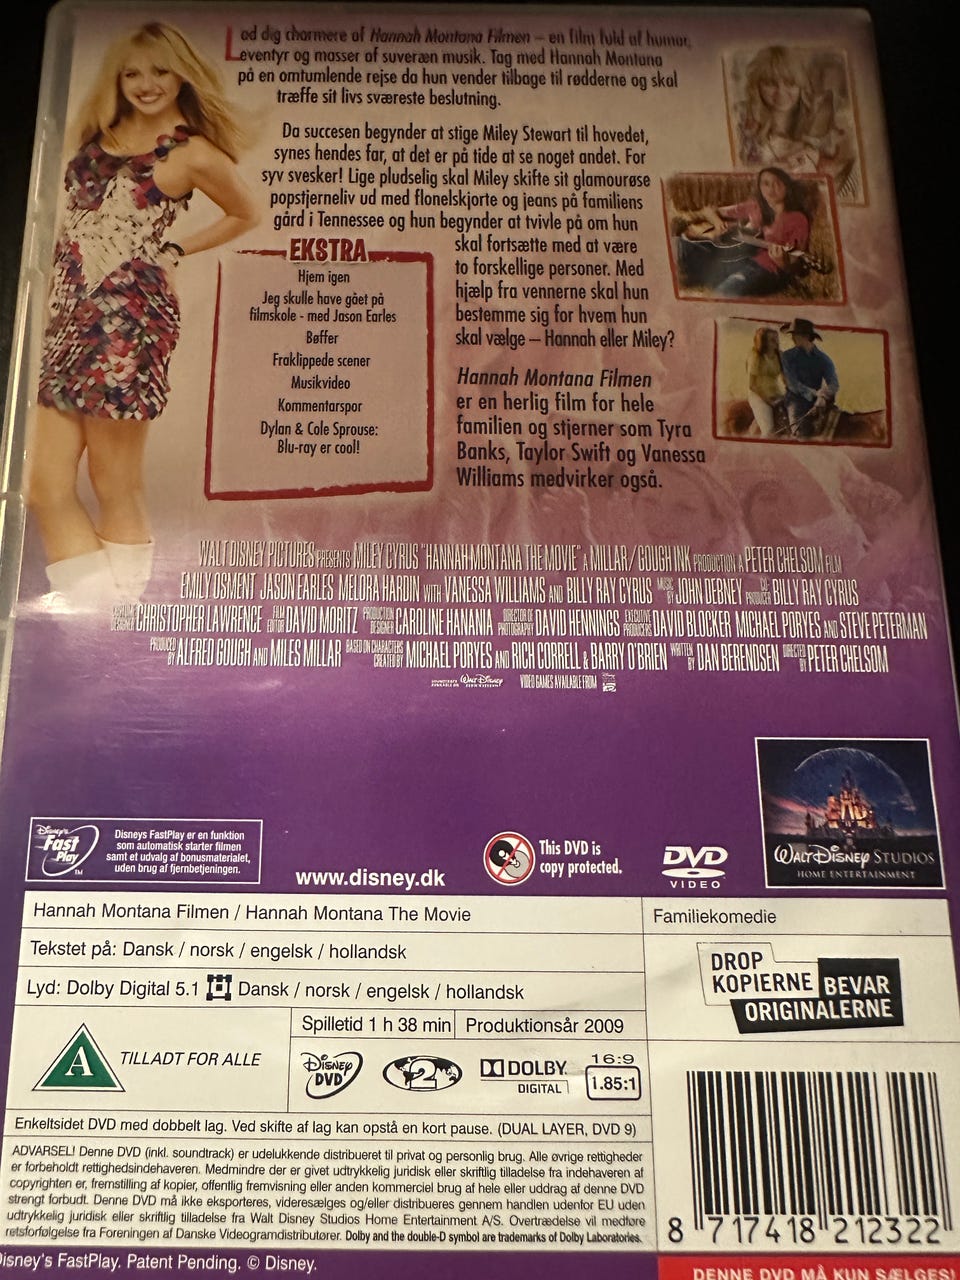 Lad dig charmere af Hannah Montana Filmen – en film fuld af humor,
eventyr og masser af suveræn musik. Tag med Hannah Montana
på en omtumlende rejse da hun vender tilbage til rødderne og skal
træffe sit livs sværeste beslutning.
Da succesen begynder at stige Miley Stewart til hovedet,
synes hendes far, at det er på tide at se noget andet. For
syv svesker! Lige pludselig skal Miley skifte sit glamourøse
popstjerneliv ud med flonelskjorte og jeans på familiens
gård i Tennessee og hun begynder at tvivle på om hun
skal fortsætte med at være
to forskellige personer. Med
hjælp fra vennerne skal hun
bestemme sig for hvem hun
skal vælge – Hannah eller Miley?
Hannah Montana Filmen
er en herlig film for hele
familien og stjerner som Tyra
Banks, Taylor Swift og Vanessa
Williams medvirker også.
EKSTRA
Hjem igen
Jeg skulle have gået på
filmskole - med Jason Earles
Bøffer
Fraklippede scener
Musikvideo
Kommentarspor
Dylan & Cole Sprouse:
Blu-ray er cool!
WALT DISNEY PICTURES PRESENTS MILEY CYRUS "HANNAH MONTANA THE MOVIE" A MILLAR/GOUGH INK PRODUCTION A PETER CHELSOM FILM
EMILY OSMENT JASON EARLES MELORA HARDIN WITH VANESSA WILLIAMS AND BILLY RAY CYRUS MUSIC BY JOHN DEBNEY CO-PRODUCER BILLY RAY CYRUS
COSTUME DESIGNER CHRISTOPHER LAWRENCE FILM EDITOR DAVID MORITZ PRODUCTION DESIGNER CAROLINE HANANIA DIRECTOR OF PHOTOGRAPHY DAVID HENNINGS EXECUTIVE PRODUCERS DAVID BLOCKER MICHAEL PORYES AND STEVE PETERMAN
PRODUCED BY ALFRED GOUGH AND MILES MILLAR BASED ON CHARACTERS CREATED BY MICHAEL PORYES AND RICH CORRELL & BARRY O'BRIEN WRITTEN BY DAN BERENDSEN DIRECTED BY PETER CHELSOM
SOUNDTRACK AVAILABLE ON WALT DISNEY RECORDS VIDEO GAMES AVAILABLE FROM
Disney's Fast Play TM
Disneys FastPlay er en funktion
som automatisk starter filmen
samt et udvalg af bonusmaterialet,
uden brug af fjernbetjeningen.
www.disney.dk
This DVD is
copy protected.
DVD
VIDEO
WALT DISNEY STUDIOS
HOME ENTERTAINMENT
Hannah Montana Filmen / Hannah Montana The Movie
Familiekomedie
Tekstet på: Dansk / norsk / engelsk / hollandsk
Lyd: Dolby Digital 5.1 Dansk / norsk / engelsk / hollandsk
DROP
KOPIERNE BEVAR
ORIGINALERNE
Spilletid 1 h 38 min Produktionsår 2009
A TILLADT FOR ALLE
DISNEY DVD
2
DOLBY
DIGITAL
16:9
1.85:1
Enkeltsidet DVD med dobbelt lag. Ved skifte af lag kan opstå en kort pause. (DUAL LAYER, DVD 9)
ADVARSEL! Denne DVD (inkl. soundtrack) er udelukkende distribueret til privat og personlig brug. Alle øvrige rettigheder
er forbeholdt rettighedsindehaveren. Medmindre der er givet udtrykkelig juridisk eller skriftlig tilladelse fra indehaveren af
copyrighten er, fremstilling af kopier, offentlig fremvisning eller anden kommerciel brug af hele eller uddrag af denne DVD
strengt forbudt. Denne DVD må ikke eksporteres, videresælges og/eller distribueres gennem handlen udenfor EU uden
udtrykkelig juridisk eller skriftlig tilladelse fra Walt Disney Studios Home Entertainment A/S. Overtrædelse vil medføre
retsforfølgelse fra Foreningen af Danske Videogramdistributører. Dolby and the double-D symbol are trademarks of Dolby Laboratories.
8 717418 212322
Disney's FastPlay. Patent Pending. © Disney.
DENNE DVD MÅ KUN SÆLGES!